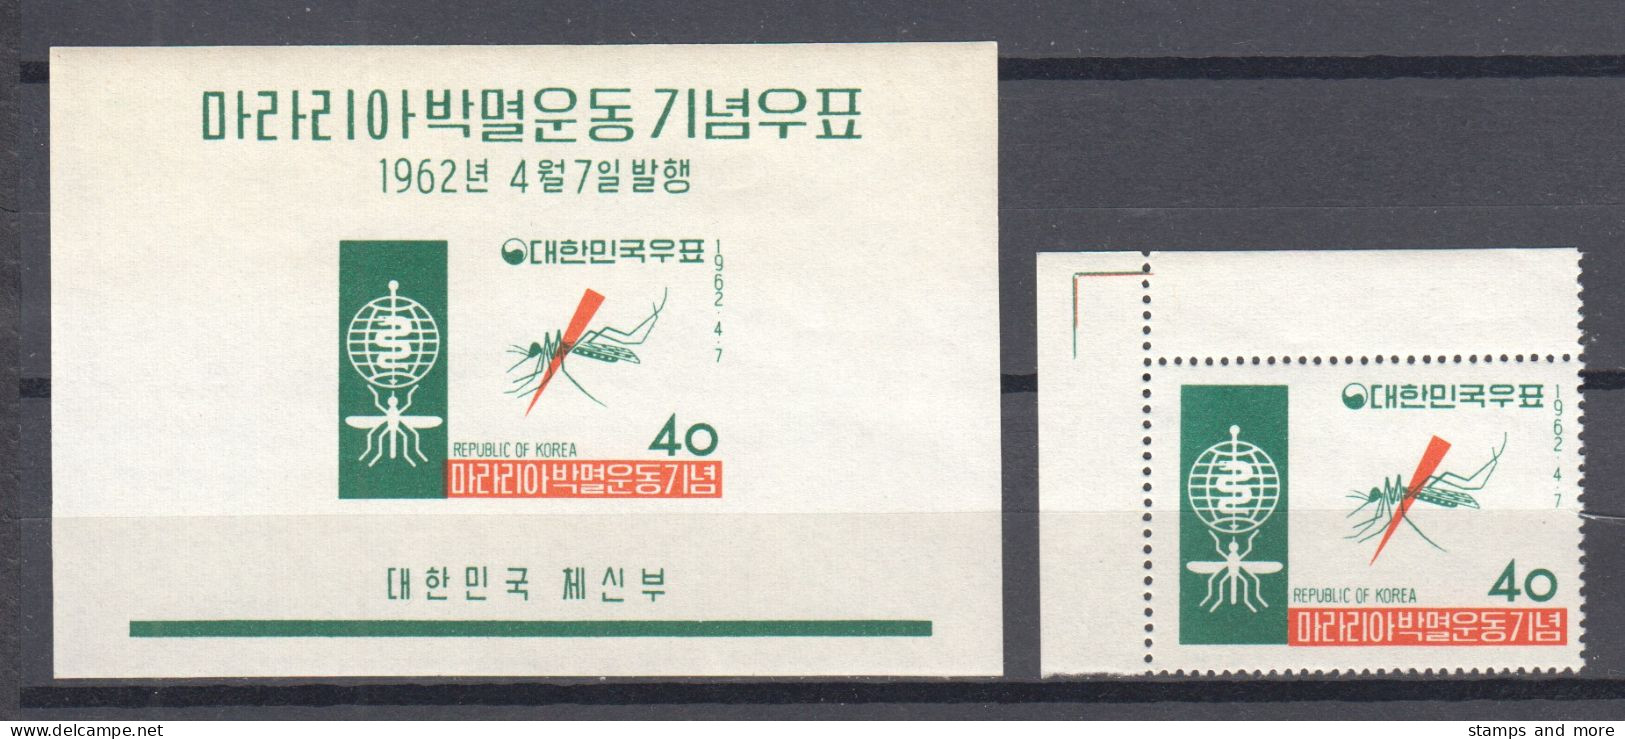 마라리아박멸운동기념우표
1962년 4월7일발행
대한민국우표
1962.4.7
REPUBLIC OF KOREA
40
마라리아박멸운동기념
대한민국 체신부
대한민국우표
1962.4.7
REPUBLIC OF KOREA
40
마라리아박멸운동기념
stamps and more